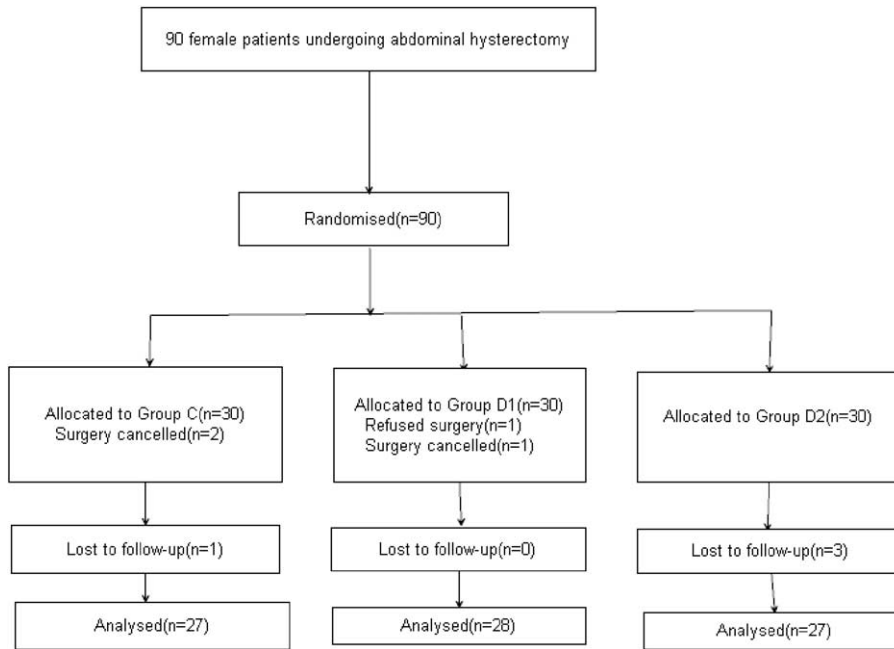 90 female patients undergoing abdominal hysterectomy
Randomised(n=90)
Allocated to Group C(n=30)
Surgery cancelled(n=2)
Allocated to Group D1(n=30)
Refused surgery(n=1)
Surgery cancelled(n=1)
Allocated to Group D2(n=30)
Lost to follow-up(n=1)
Lost to follow-up(n=0)
Lost to follow-up(n=3)
Analysed(n=27)
Analysed(n=28)
Analysed(n=27)